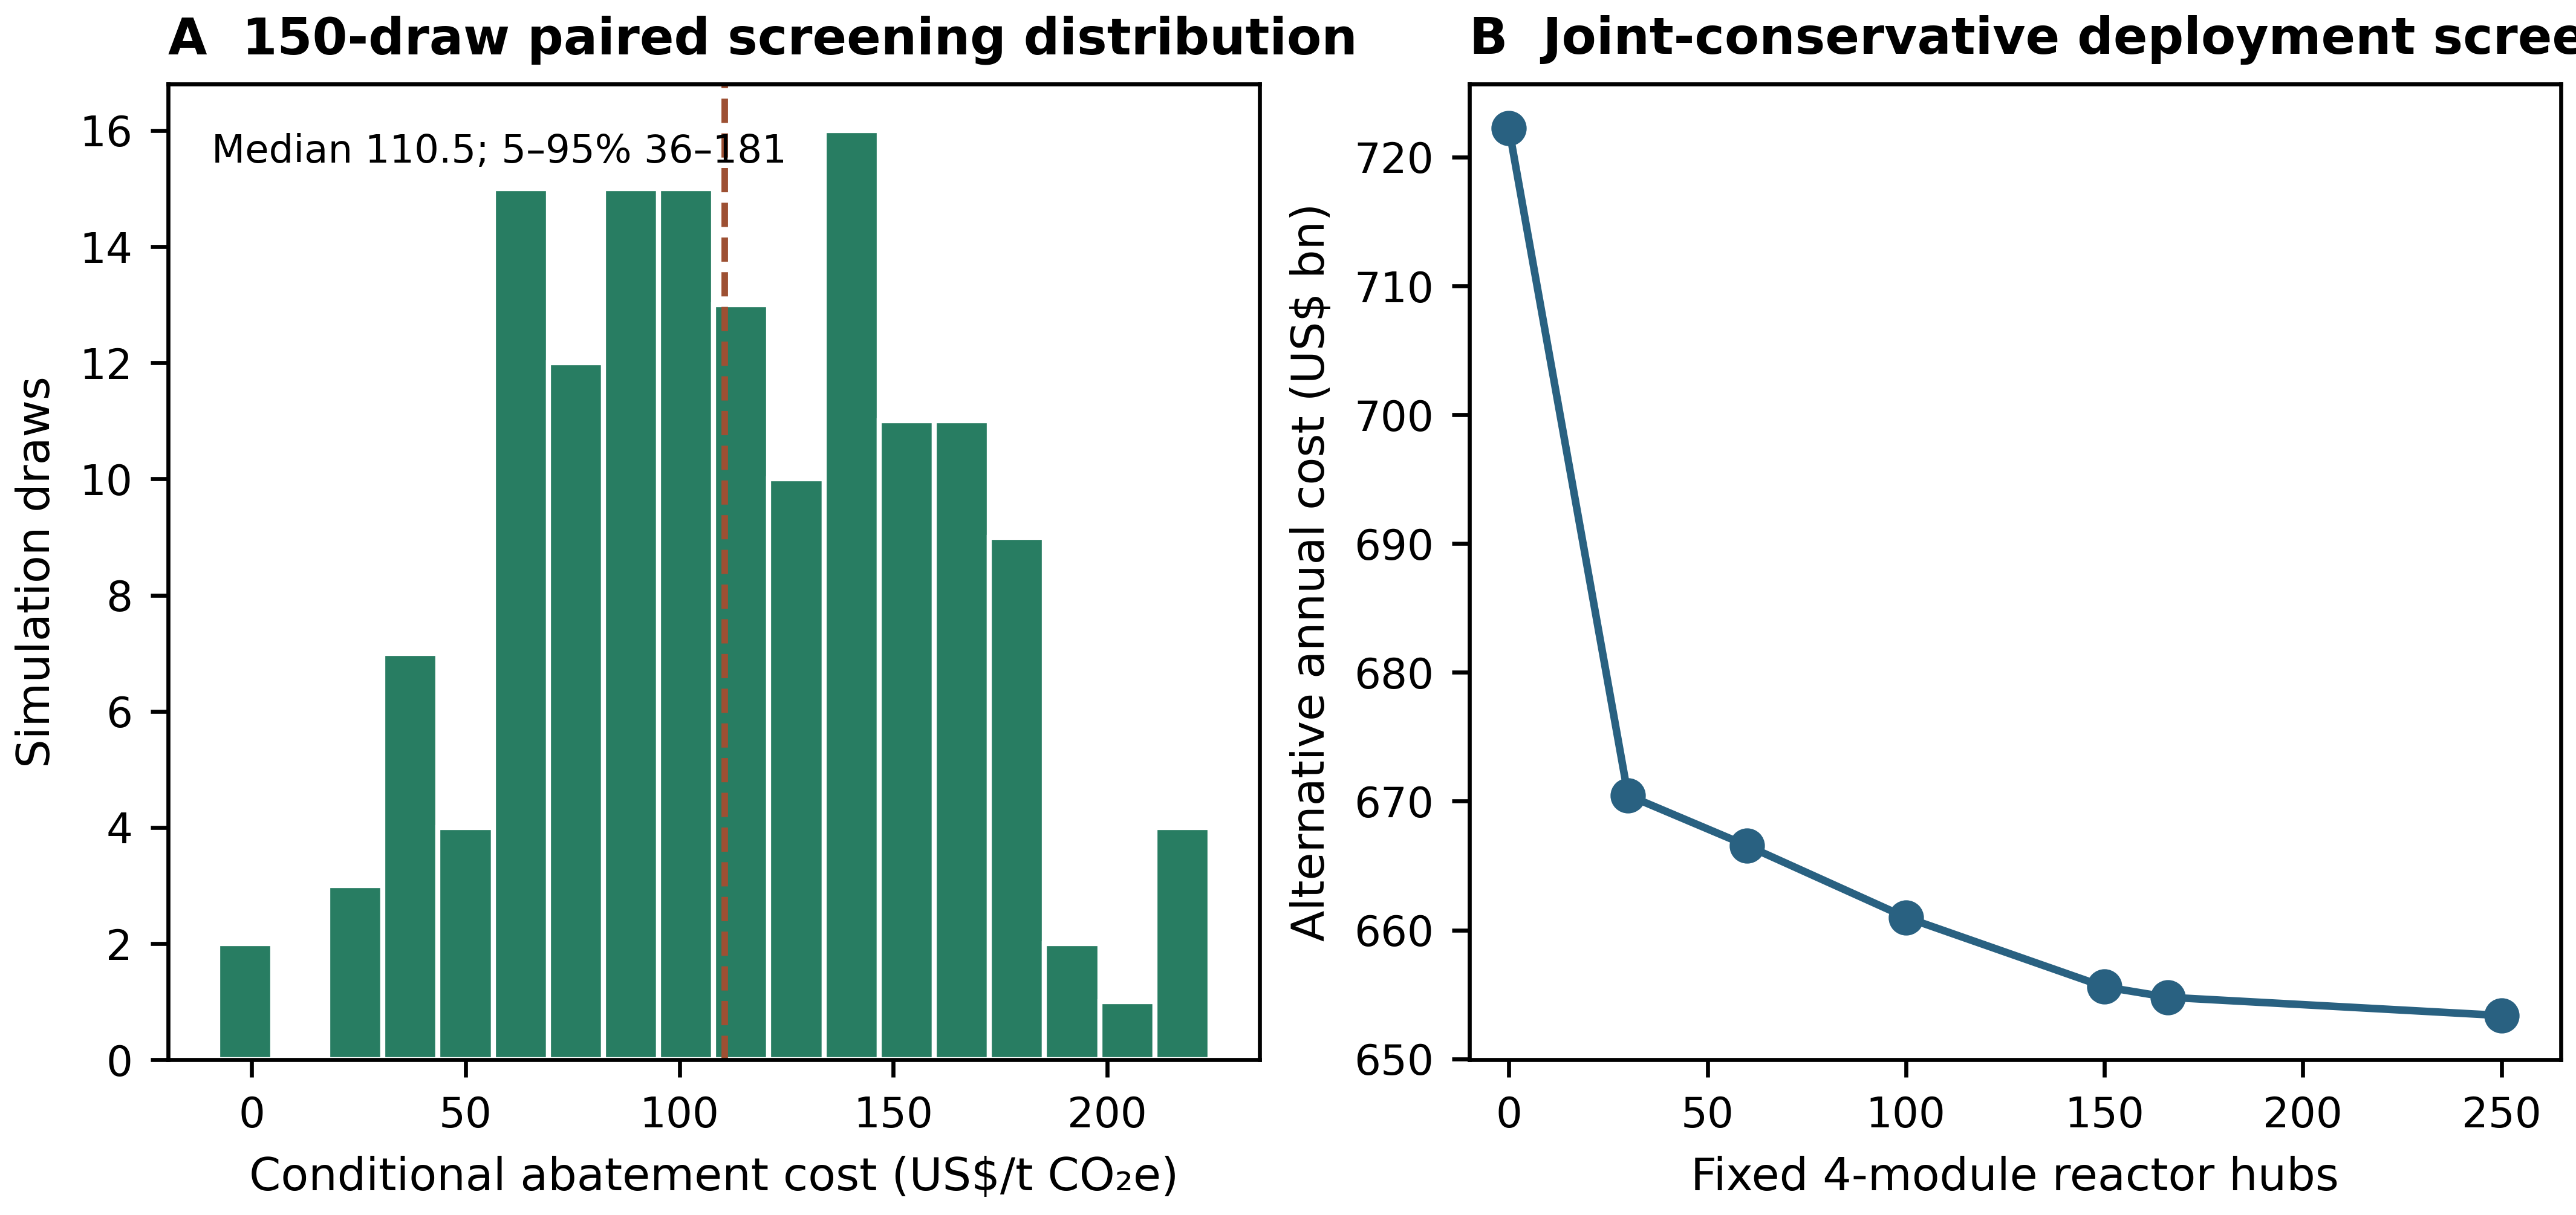 A 150-draw paired screening distribution
Median 110.5; 5–95% 36–181
16
14
12
10
8
6
4
2
0
Simulation draws
0 50 100 150 200
Conditional abatement cost (US$/t CO₂e)
B Joint-conservative deployment scree
720
710
700
690
680
670
660
650
Alternative annual cost (US$ bn)
0 50 100 150 200 250
Fixed 4-module reactor hubs